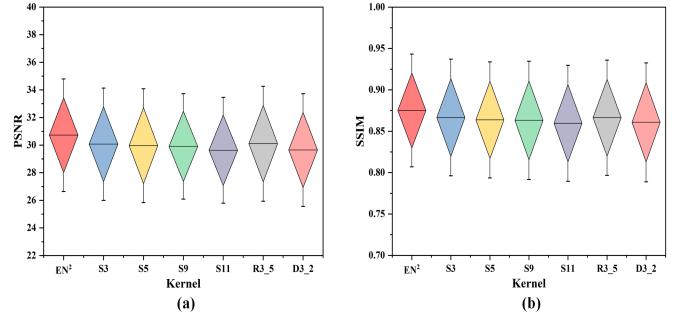 40
38
36
34
32
30
28
26
24
22
PSNR
EN² S3 S5 S9 S11 R3_5 D3_2
Kernel
(a)
1.00
0.95
0.90
0.85
0.80
0.75
0.70
SSIM
EN² S3 S5 S9 S11 R3_5 D3_2
Kernel
(b)